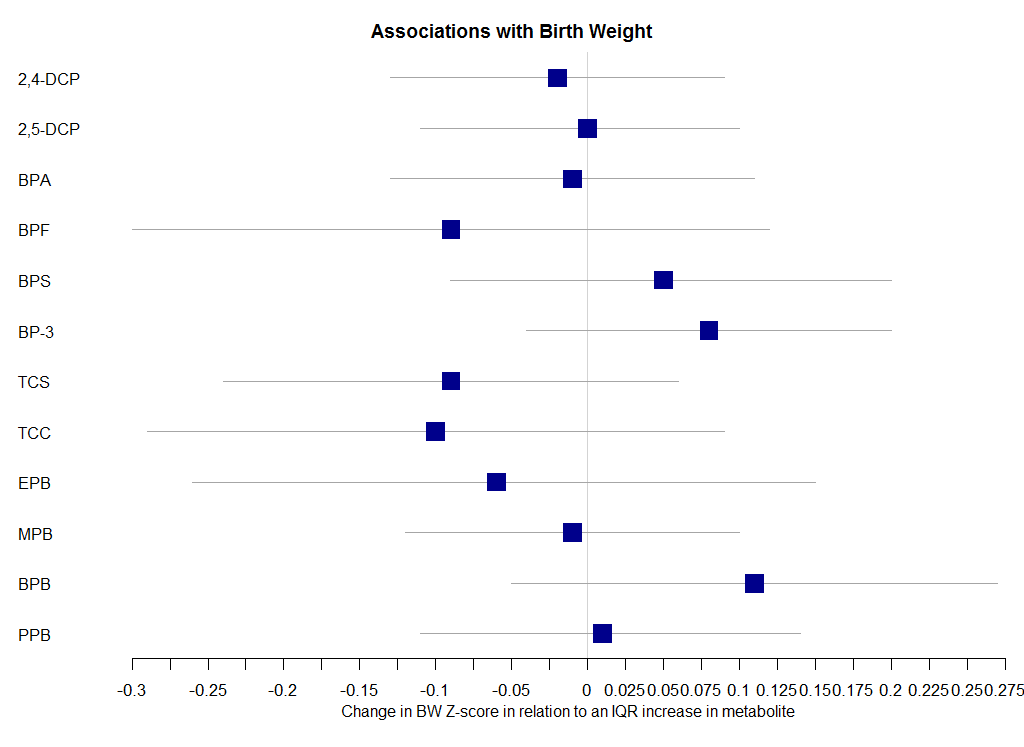 Associations with Birth Weight
2,4-DCP
2,5-DCP
BPA
BPF
BPS
BP-3
TCS
TCC
EPB
MPB
BPB
PPB
-0.3 -0.25 -0.2 -0.15 -0.1 -0.05 0 0.025 0.05 0.075 0.1 0.125 0.15 0.175 0.2 0.225 0.25 0.275
Change in BW Z-score in relation to an IQR increase in metabolite